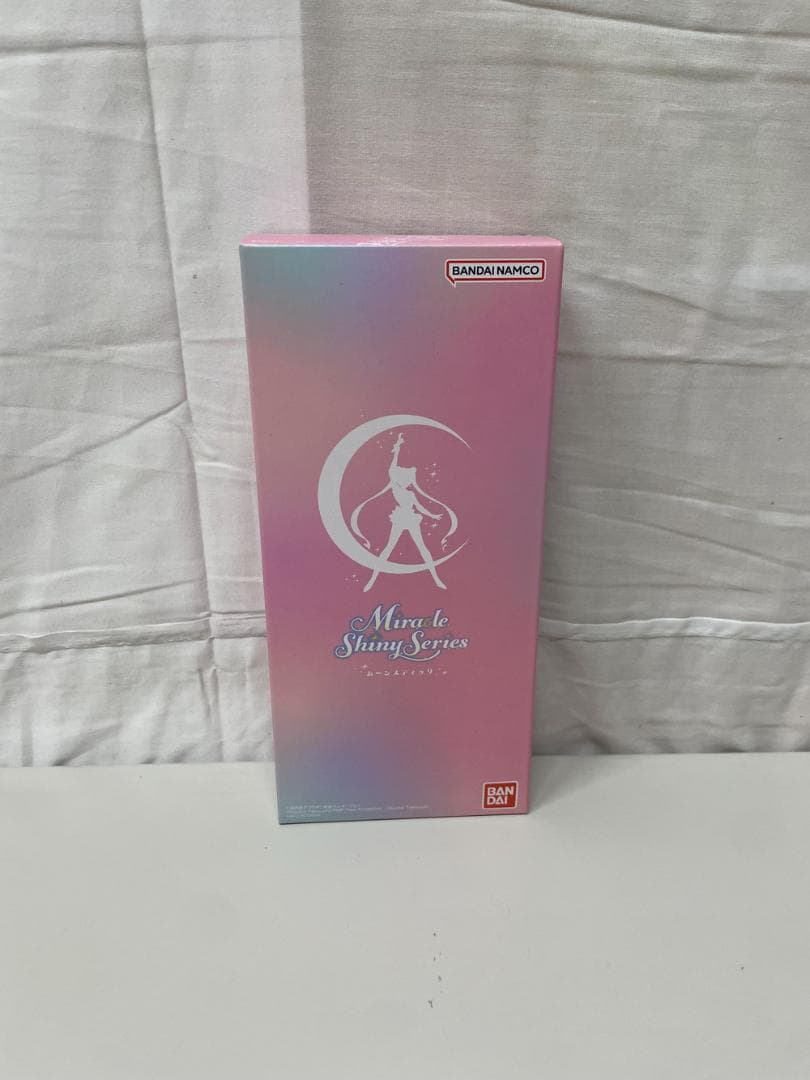 BANDAI NAMCO
Miracle
Shiny Series
ムーンスティック
BAN
DAI